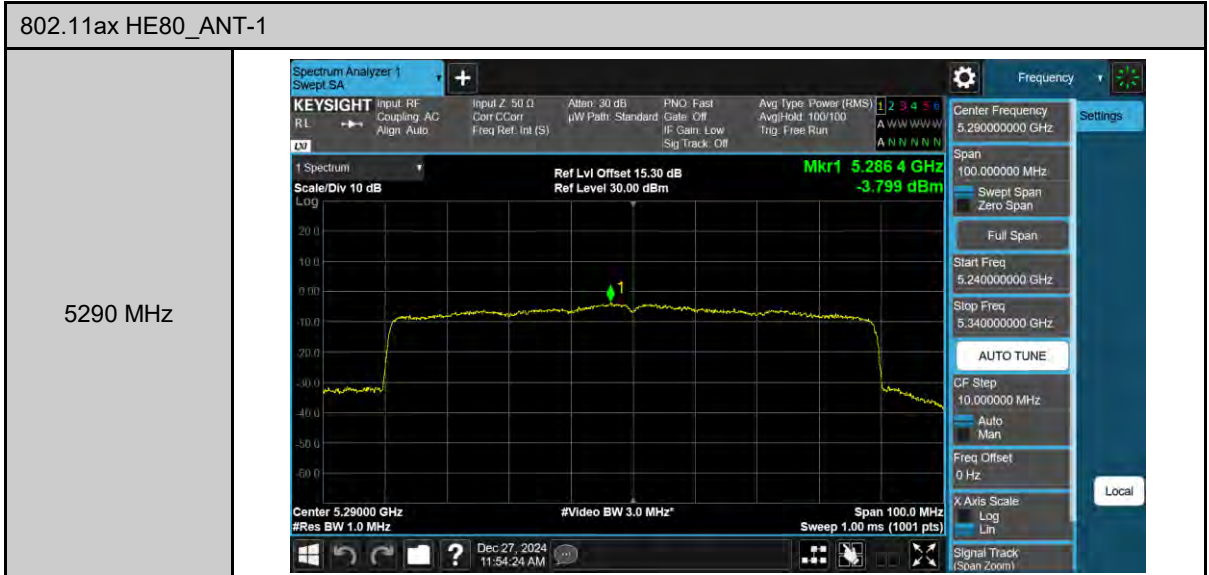 802.11ax HE80_ANT-1
5290 MHz
Spectrum Analyzer 1
Swept SA
Frequency
KEYSIGHT
RL
LXI
Input: RF
Coupling: AC
Align: Auto
Input Z: 50 Ω
Corr CCorr
Freq Ref: Int (S)
Atten: 30 dB
µW Path: Standard
PNO: Fast
Gate: Off
IF Gain: Low
Sig Track: Off
Avg Type: Power (RMS)
Avg|Hold: 100/100
Trig: Free Run
1 2 3 4 5 6
A W W W W W
A N N N N N
1 Spectrum
Scale/Div 10 dB
Log
Ref Lvl Offset 15.30 dB
Ref Level 30.00 dBm
Mkr1 5.286 4 GHz
-3.799 dBm
20.0
10.0
0.00
-10.0
-20.0
-30.0
-40.0
-50.0
-60.0
1
Center 5.29000 GHz
#Res BW 1.0 MHz
#Video BW 3.0 MHz*
Span 100.0 MHz
Sweep 1.00 ms (1001 pts)
Dec 27, 2024
11:54:24 AM
Center Frequency
5.290000000 GHz
Settings
Span
100.000000 MHz
Swept Span
Zero Span
Full Span
Start Freq
5.240000000 GHz
Stop Freq
5.340000000 GHz
AUTO TUNE
CF Step
10.000000 MHz
Auto
Man
Freq Offset
0 Hz
X Axis Scale
Log
Lin
Local
Signal Track
(Span Zoom)